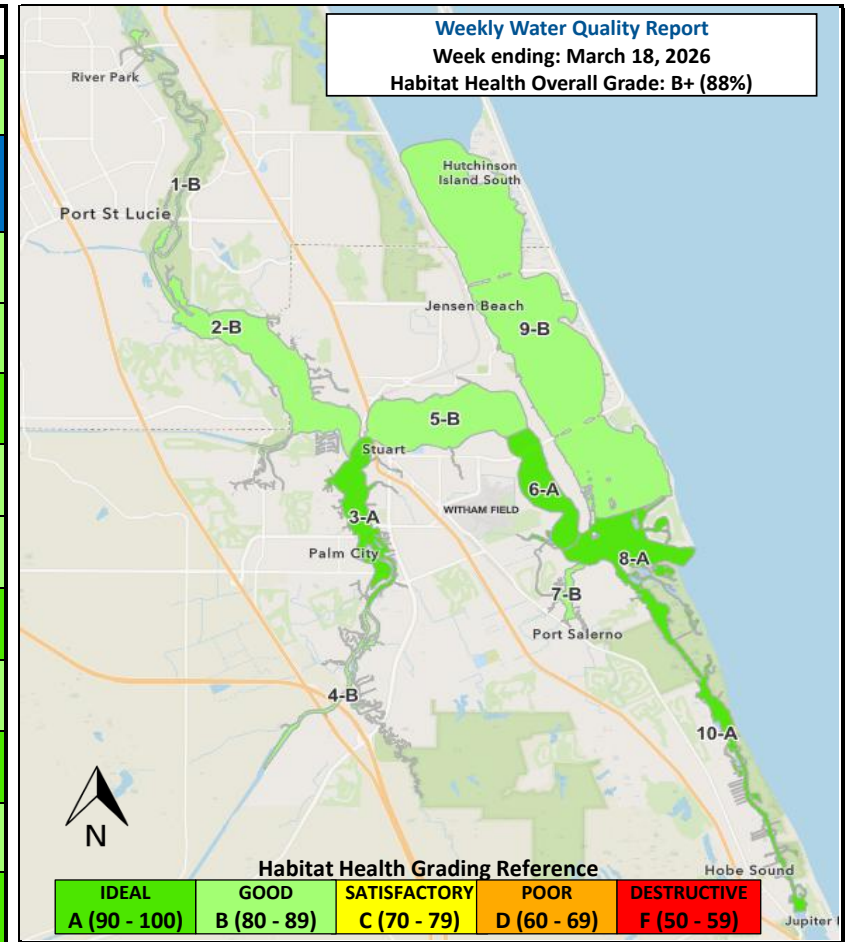 Weekly Water Quality Report
Week ending: March 18, 2026
Habitat Health Overall Grade: B+ (88%)
River Park
Hutchinson
Island South
1-B
Port St Lucie
Jensen Beach
2-B
9-B
5-B
Stuart
6-A
WITHAM FIELD
3-A
Palm City
8-A
7-B
Port Salerno
4-B
10-A
N
Hobe Sound
Jupiter I
Habitat Health Grading Reference
IDEAL
A (90 - 100)
GOOD
B (80 - 89)
SATISFACTORY
C (70 - 79)
POOR
D (60 - 69)
DESTRUCTIVE
F (50 - 59)